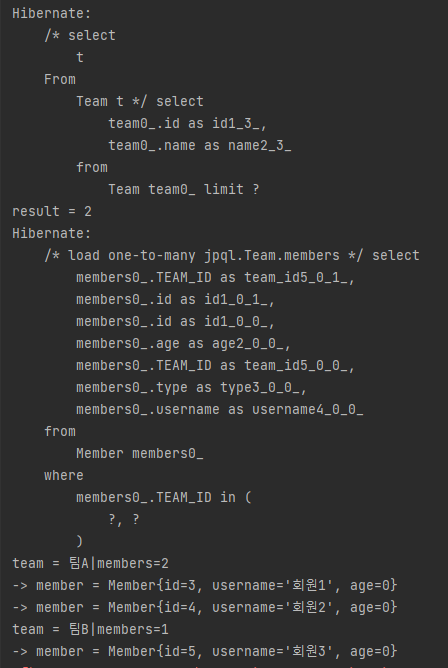 Hibernate:
    /* select
        t
    From
        Team t */ select
            team0_.id as id1_3_,
            team0_.name as name2_3_
        from
            Team team0_ limit ?
result = 2
Hibernate:
    /* load one-to-many jpql.Team.members */ select
        members0_.TEAM_ID as team_id5_0_1_,
        members0_.id as id1_0_1_,
        members0_.id as id1_0_0_,
        members0_.age as age2_0_0_,
        members0_.TEAM_ID as team_id5_0_0_,
        members0_.type as type3_0_0_,
        members0_.username as username4_0_0_
    from
        Member members0_
    where
        members0_.TEAM_ID in (
            ?, ?
        )
team = 팀A|members=2
-> member = Member{id=3, username='회원1', age=0}
-> member = Member{id=4, username='회원2', age=0}
team = 팀B|members=1
-> member = Member{id=5, username='회원3', age=0}